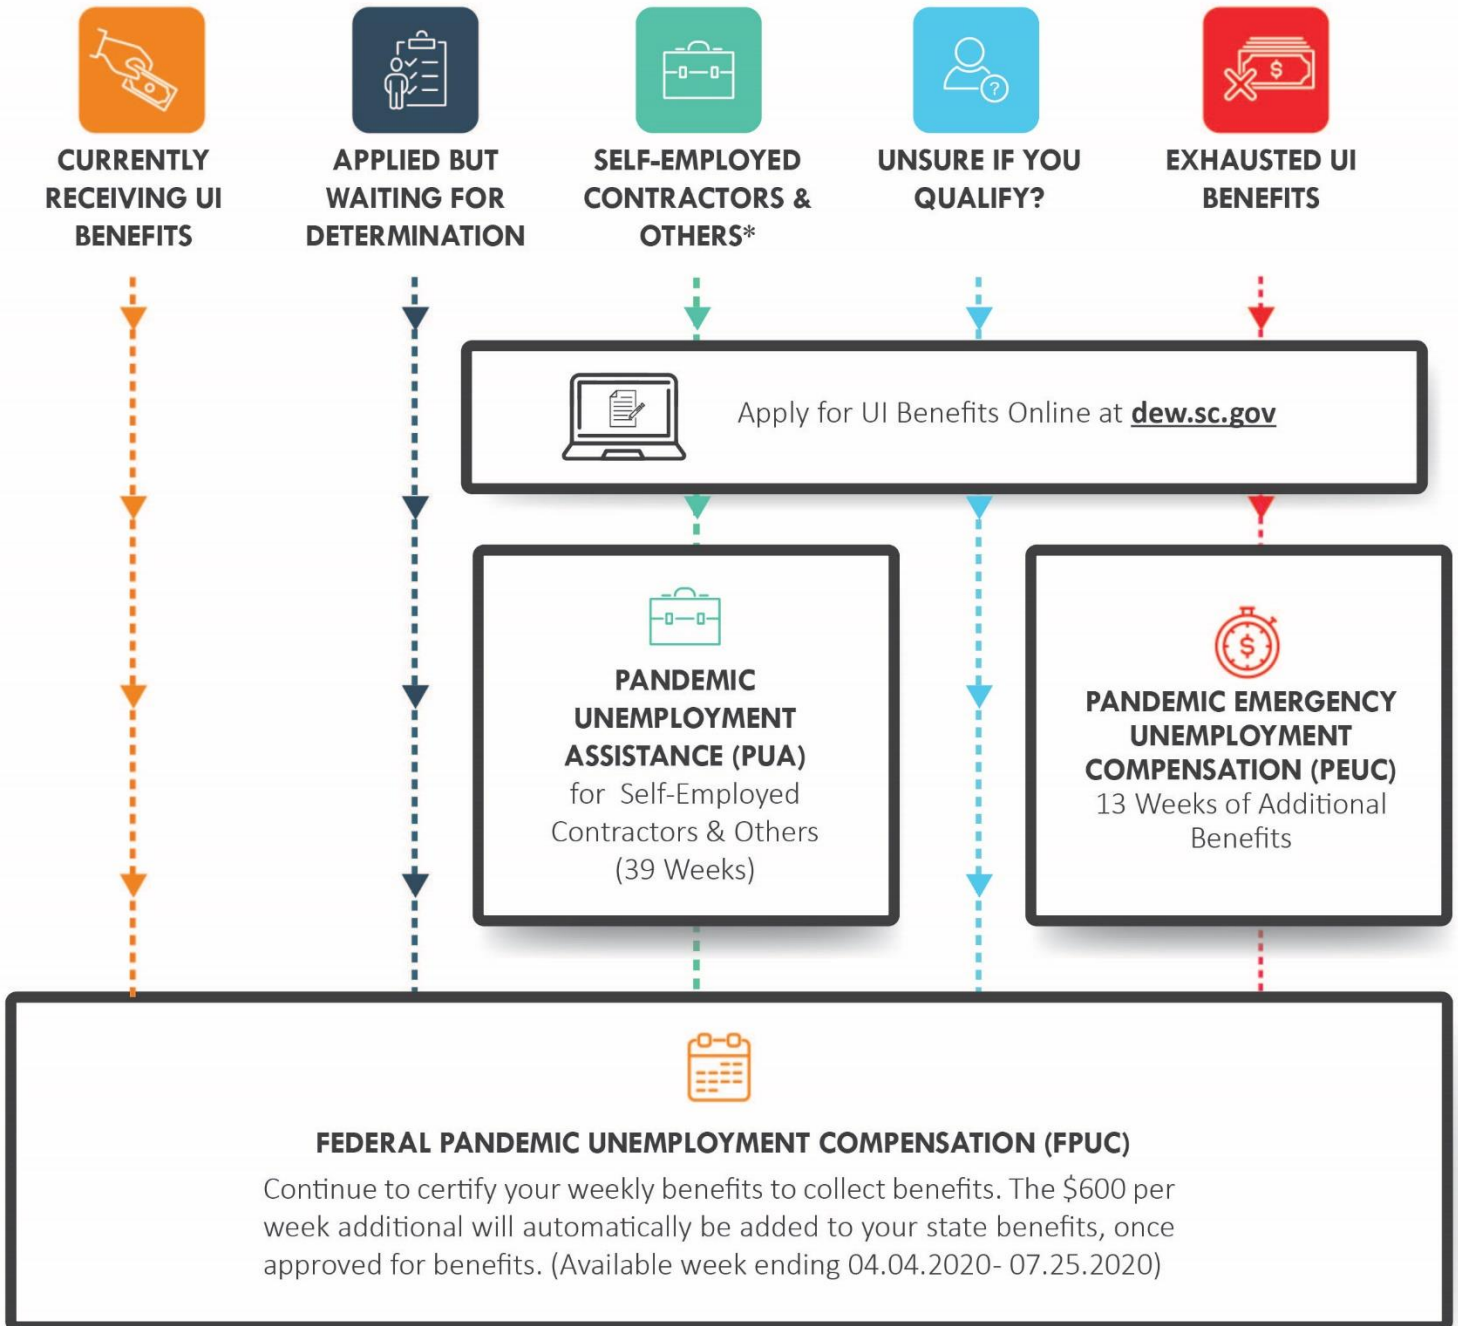 CURRENTLY
RECEIVING UI
BENEFITS
APPLIED BUT
WAITING FOR
DETERMINATION
SELF-EMPLOYED
CONTRACTORS &
OTHERS*
UNSURE IF YOU
QUALIFY?
EXHAUSTED UI
BENEFITS
Apply for UI Benefits Online at dew.sc.gov
PANDEMIC
UNEMPLOYMENT
ASSISTANCE (PUA)
for Self-Employed
Contractors & Others
(39 Weeks)
PANDEMIC EMERGENCY
UNEMPLOYMENT
COMPENSATION (PEUC)
13 Weeks of Additional
Benefits
FEDERAL PANDEMIC UNEMPLOYMENT COMPENSATION (FPUC)
Continue to certify your weekly benefits to collect benefits. The $600 per
week additional will automatically be added to your state benefits, once
approved for benefits. (Available week ending 04.04.2020- 07.25.2020)